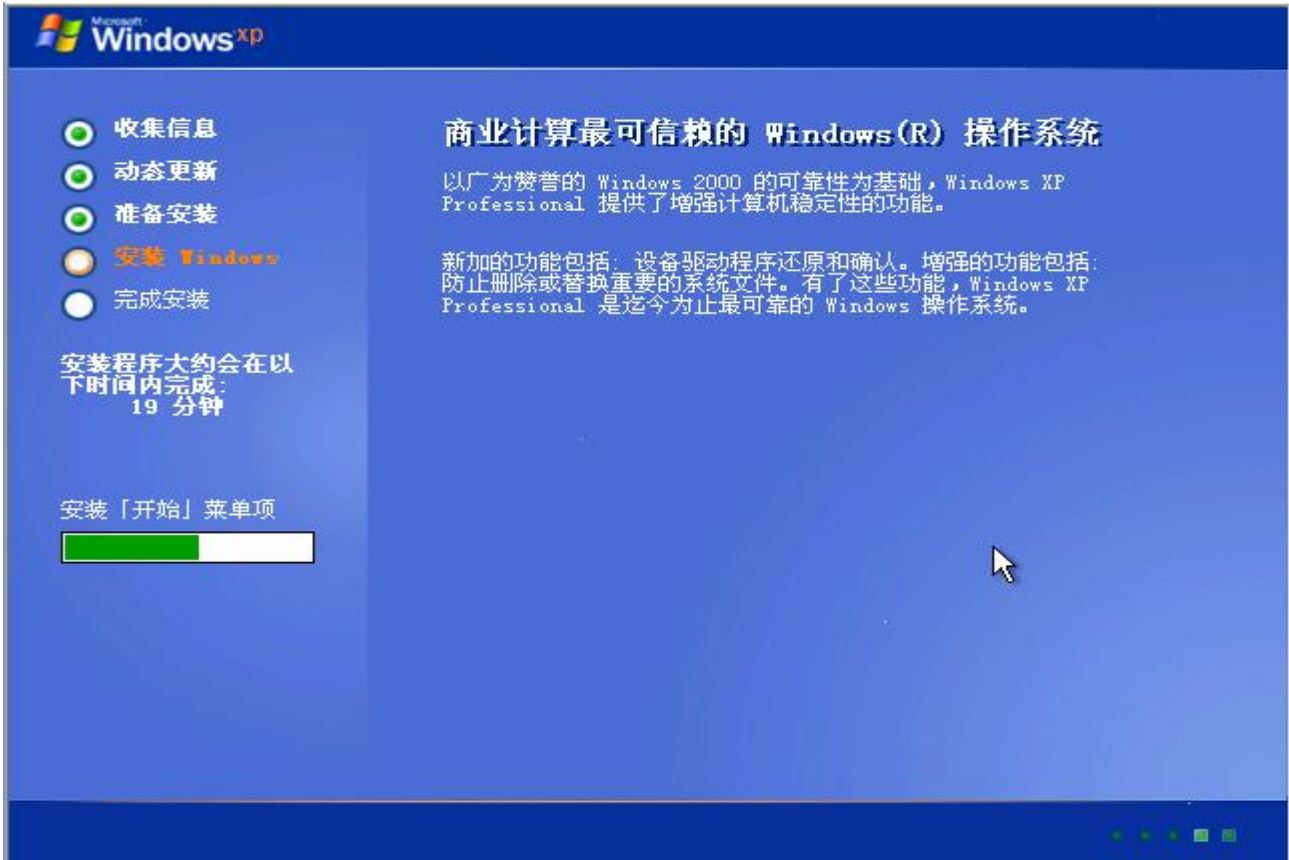 Microsoft
Windows xp
收集信息
动态更新
准备安装
安装 Windows
完成安装
安装程序大约会在以
下时间内完成:
19 分钟
安装「开始」菜单项
商业计算最可信赖的 Windows(R) 操作系统
以广为赞誉的 Windows 2000 的可靠性为基础，Windows XP
Professional 提供了增强计算机稳定性的功能。
新加的功能包括: 设备驱动程序还原和确认。增强的功能包括:
防止删除或替换重要的系统文件。有了这些功能，Windows XP
Professional 是迄今为止最可靠的 Windows 操作系统。